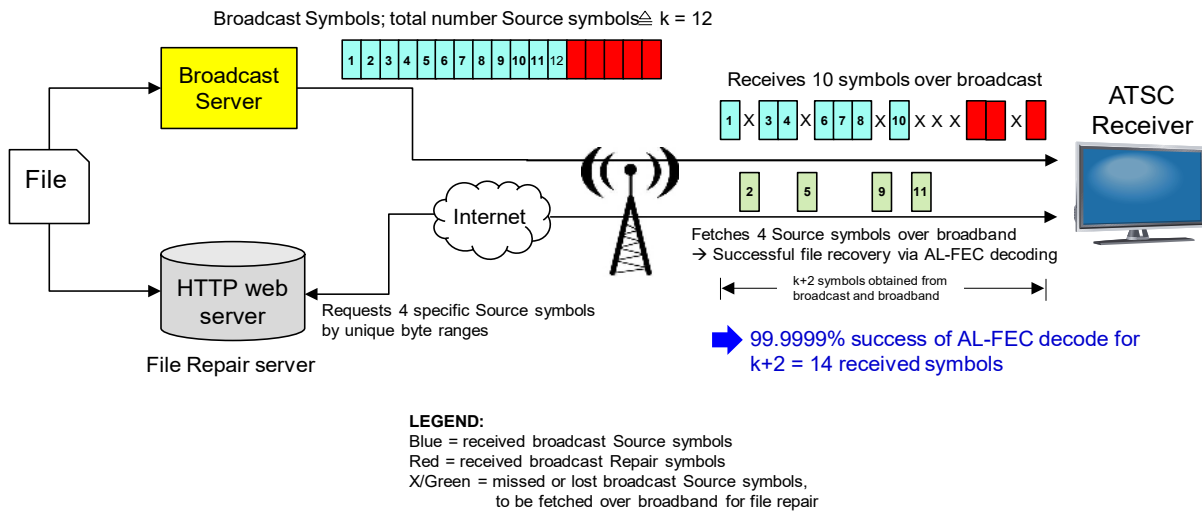 Broadcast Symbols; total number Source symbols≜ k = 12
1 2 3 4 5 6 7 8 9 10 11 12
Broadcast
Server
Receives 10 symbols over broadcast
ATSC
Receiver
1 X 3 4 X 6 7 8 X 10 X X X X
File
Internet
2 5 9 11
Fetches 4 Source symbols over broadband
→ Successful file recovery via AL-FEC decoding
HTTP web
server
k+2 symbols obtained from
broadcast and broadband
Requests 4 specific Source symbols
by unique byte ranges
File Repair server
99.9999% success of AL-FEC decode for
k+2 = 14 received symbols
LEGEND:
Blue = received broadcast Source symbols
Red = received broadcast Repair symbols
X/Green = missed or lost broadcast Source symbols,
to be fetched over broadband for file repair